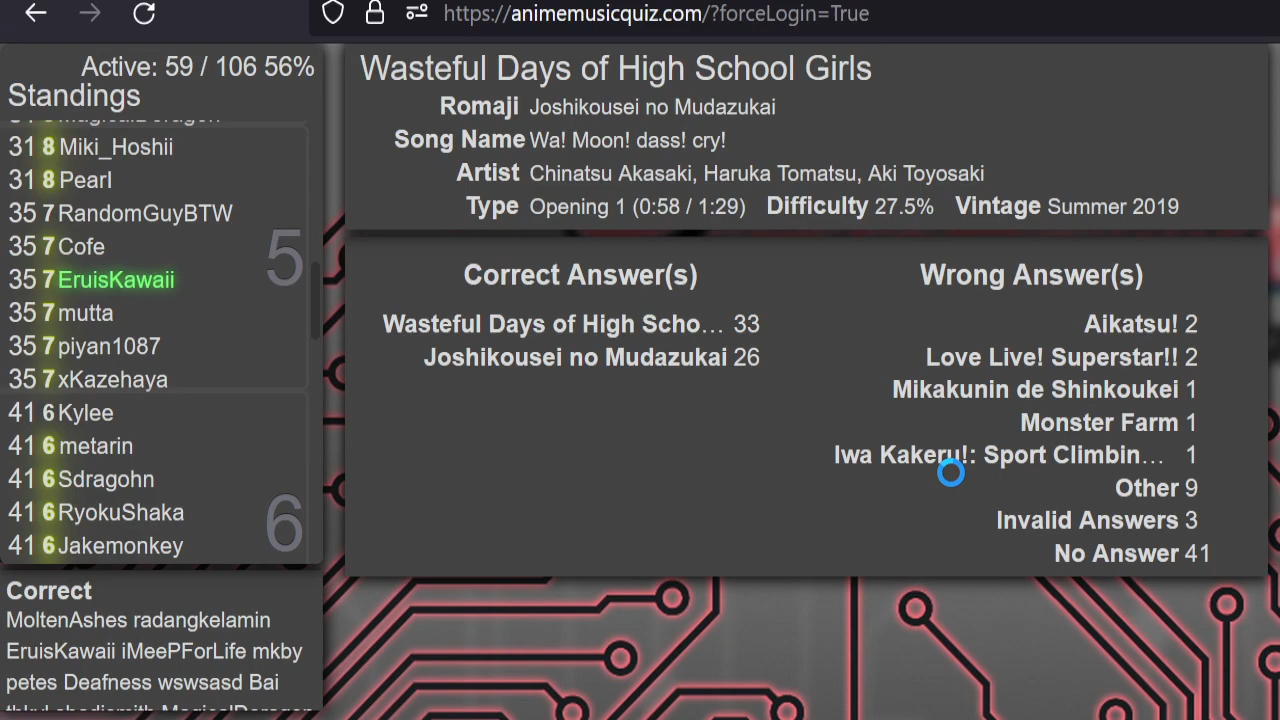 https://animemusicquiz.com/?forceLogin=True
Active: 59 / 106 56%
Standings
31 8 Miki_Hoshii
31 8 Pearl
35 7 RandomGuyBTW
35 7 Cofe
5
35 7 EruisKawaii
35 7 mutta
35 7 piyan1087
35 7 xKazehaya
41 6 Kylee
41 6 metarin
41 6 Sdragohn
41 6 RyokuShaka
6
41 6 Jakemonkey
Correct
MoltenAshes radangkelamin
EruisKawaii iMeePForLife mkby
petes Deafness wswsasd Bai
Wasteful Days of High School Girls
Romaji Joshikousei no Mudazukai
Song Name Wa! Moon! dass! cry!
Artist Chinatsu Akasaki, Haruka Tomatsu, Aki Toyosaki
Type Opening 1 (0:58 / 1:29) Difficulty 27.5% Vintage Summer 2019
Correct Answer(s)
Wasteful Days of High Scho... 33
Joshikousei no Mudazukai 26
Wrong Answer(s)
Aikatsu! 2
Love Live! Superstar!! 2
Mikakunin de Shinkoukei 1
Monster Farm 1
Iwa Kakeru!: Sport Climbin... 1
Other 9
Invalid Answers 3
No Answer 41